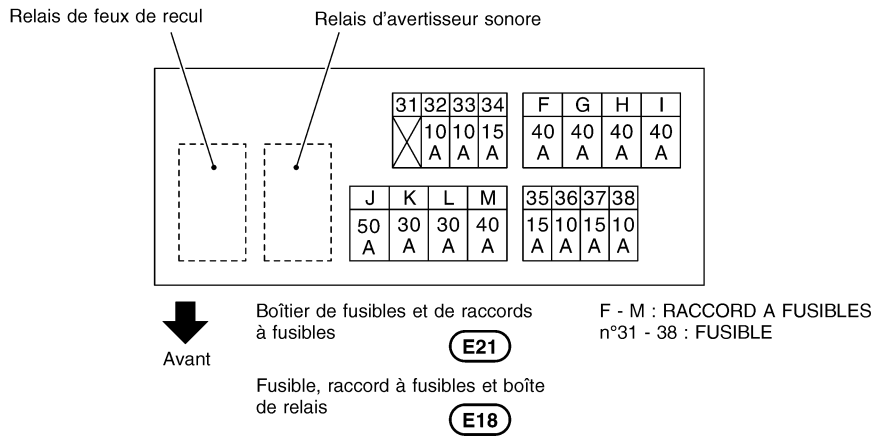 Relais de feux de recul
Relais d'avertisseur sonore
31 32 33 34
10 A 10 A 15 A
F G H I
40 A 40 A 40 A 40 A
J K L M
50 A 30 A 30 A 40 A
35 36 37 38
15 A 10 A 15 A 10 A
Avant
Boîtier de fusibles et de raccords
à fusibles
E21
Fusible, raccord à fusibles et boîte
de relais
E18
F - M : RACCORD A FUSIBLES
n°31 - 38 : FUSIBLE